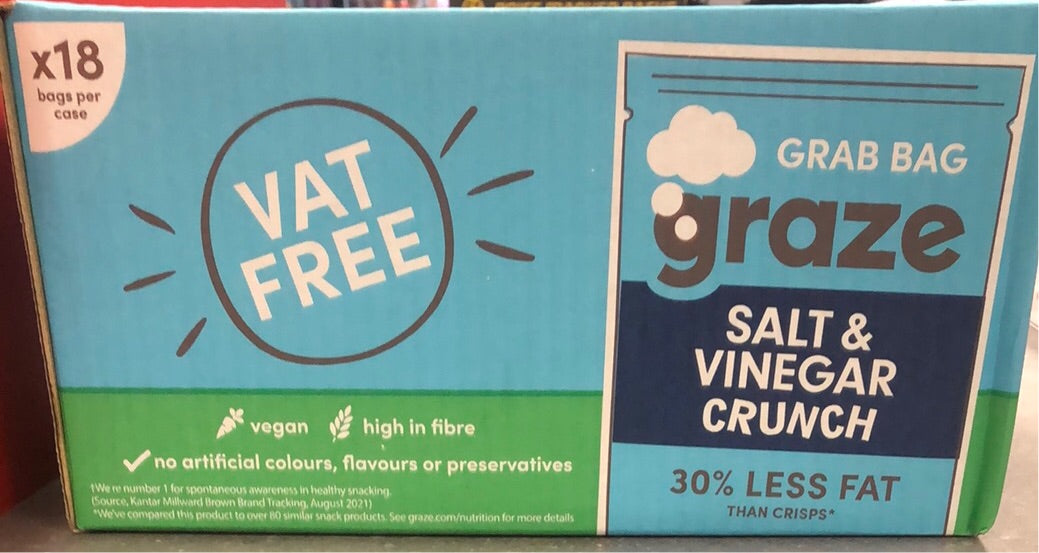 x18
bags per
case
VAT
FREE
GRAB BAG
graze
SALT &
VINEGAR
CRUNCH
30% LESS FAT
THAN CRISPS*
vegan
high in fibre
no artificial colours, flavours or preservatives
†We're number 1 for spontaneous awareness in healthy snacking.
(Source, Kantar Millward Brown Brand Tracking, August 2021)
*We've compared this product to over 80 similar snack products. See graze.com/nutrition for more details